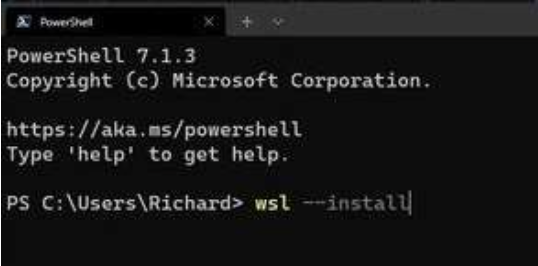 PowerShell
PowerShell 7.1.3
Copyright (c) Microsoft Corporation.
https://aka.ms/powershell
Type 'help' to get help.
PS C:\Users\Richard> wsl --install